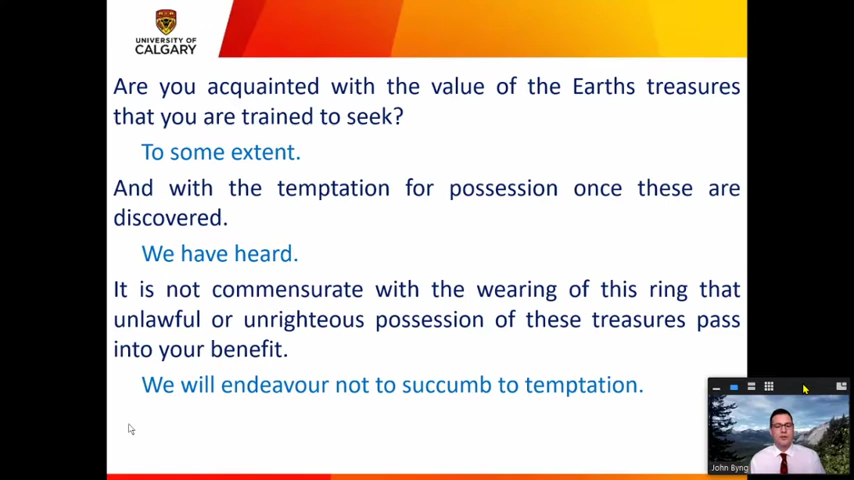 UNIVERSITY OF
CALGARY
Are you acquainted with the value of the Earths treasures
that you are trained to seek?
To some extent.
And with the temptation for possession once these are
discovered.
We have heard.
It is not commensurate with the wearing of this ring that
unlawful or unrighteous possession of these treasures pass
into your benefit.
We will endeavour not to succumb to temptation.
John Byng